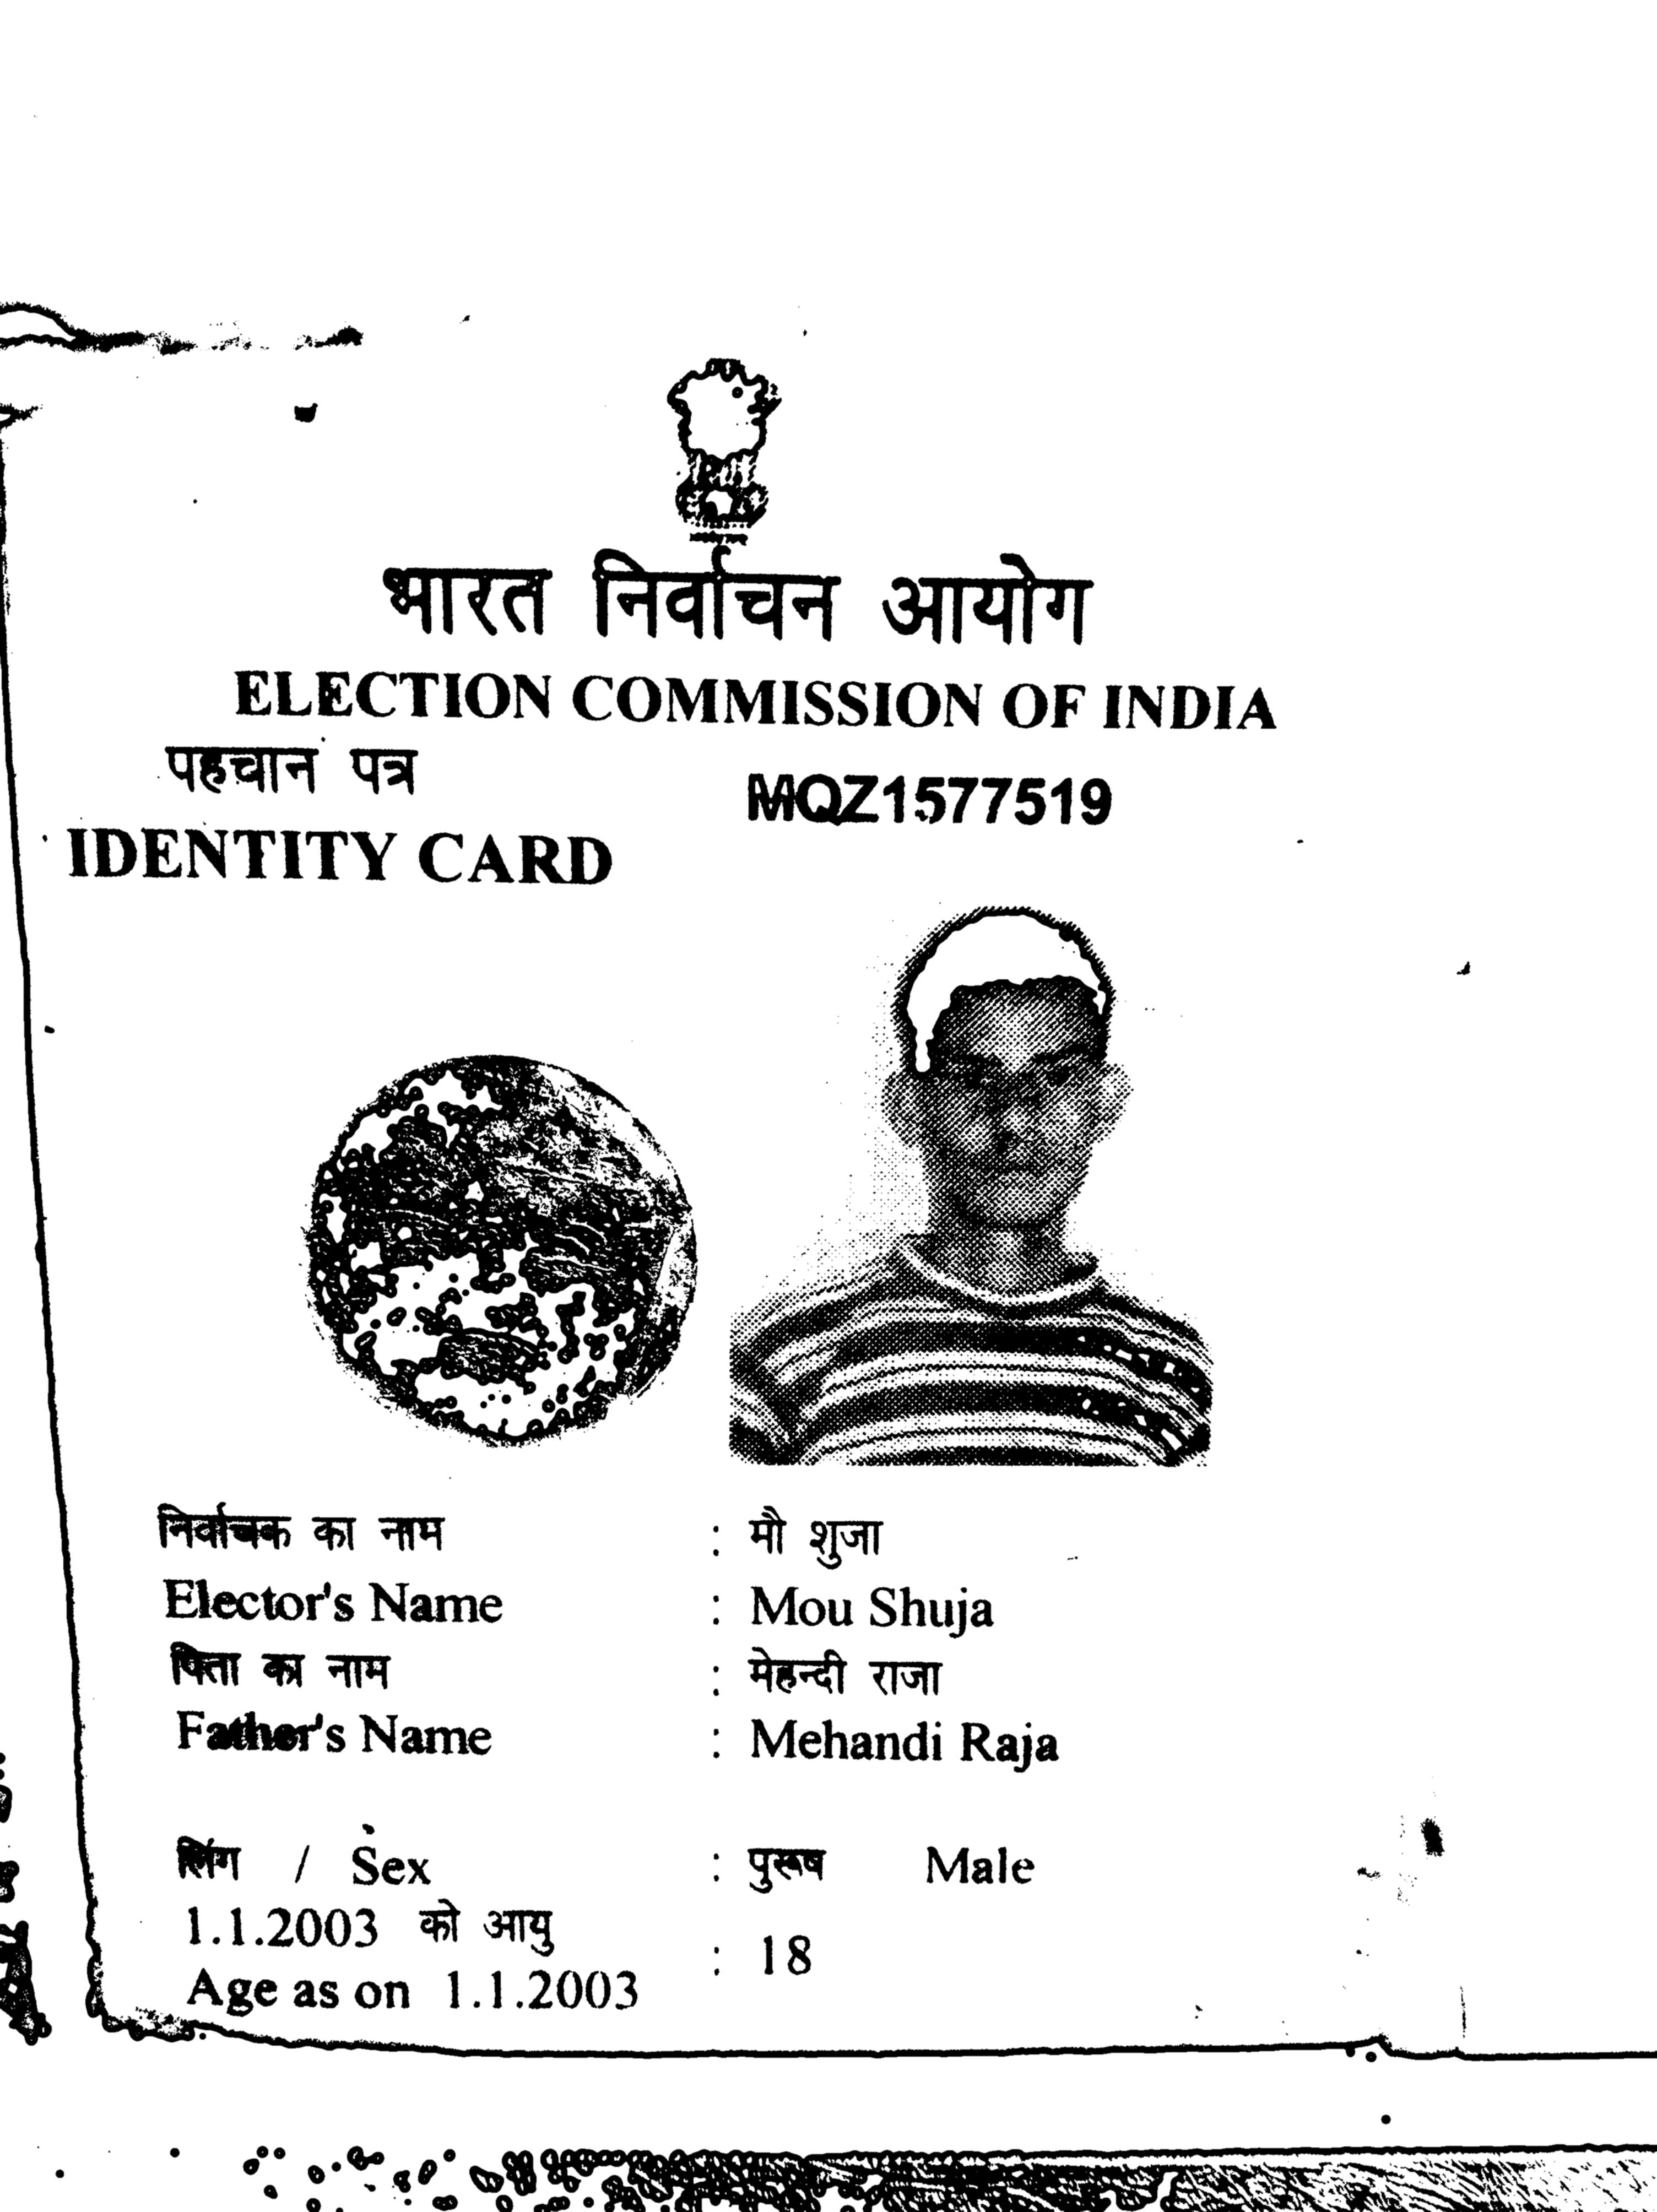 भारत निर्वाचन आयोग
ELECTION COMMISSION OF INDIA
पहचान पत्र
MQZ1577519
IDENTITY CARD
निर्वाचक का नाम : मौ शुजा
Elector's Name : Mou Shuja
पिता का नाम : मेहन्दी राजा
Father's Name : Mehandi Raja
लिंग / Sex : पुरूष Male
1.1.2003 को आयु
: 18
Age as on 1.1.2003